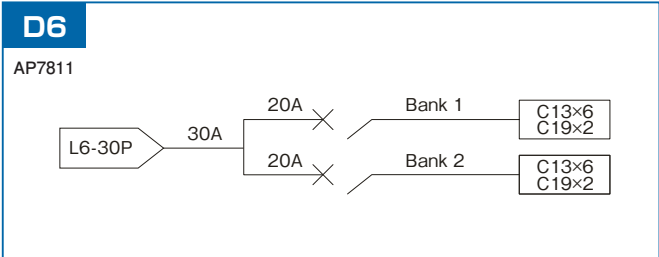 D6
AP7811
L6-30P
30A
20A
Bank 1
C13×6
C19×2
20A
Bank 2
C13×6
C19×2